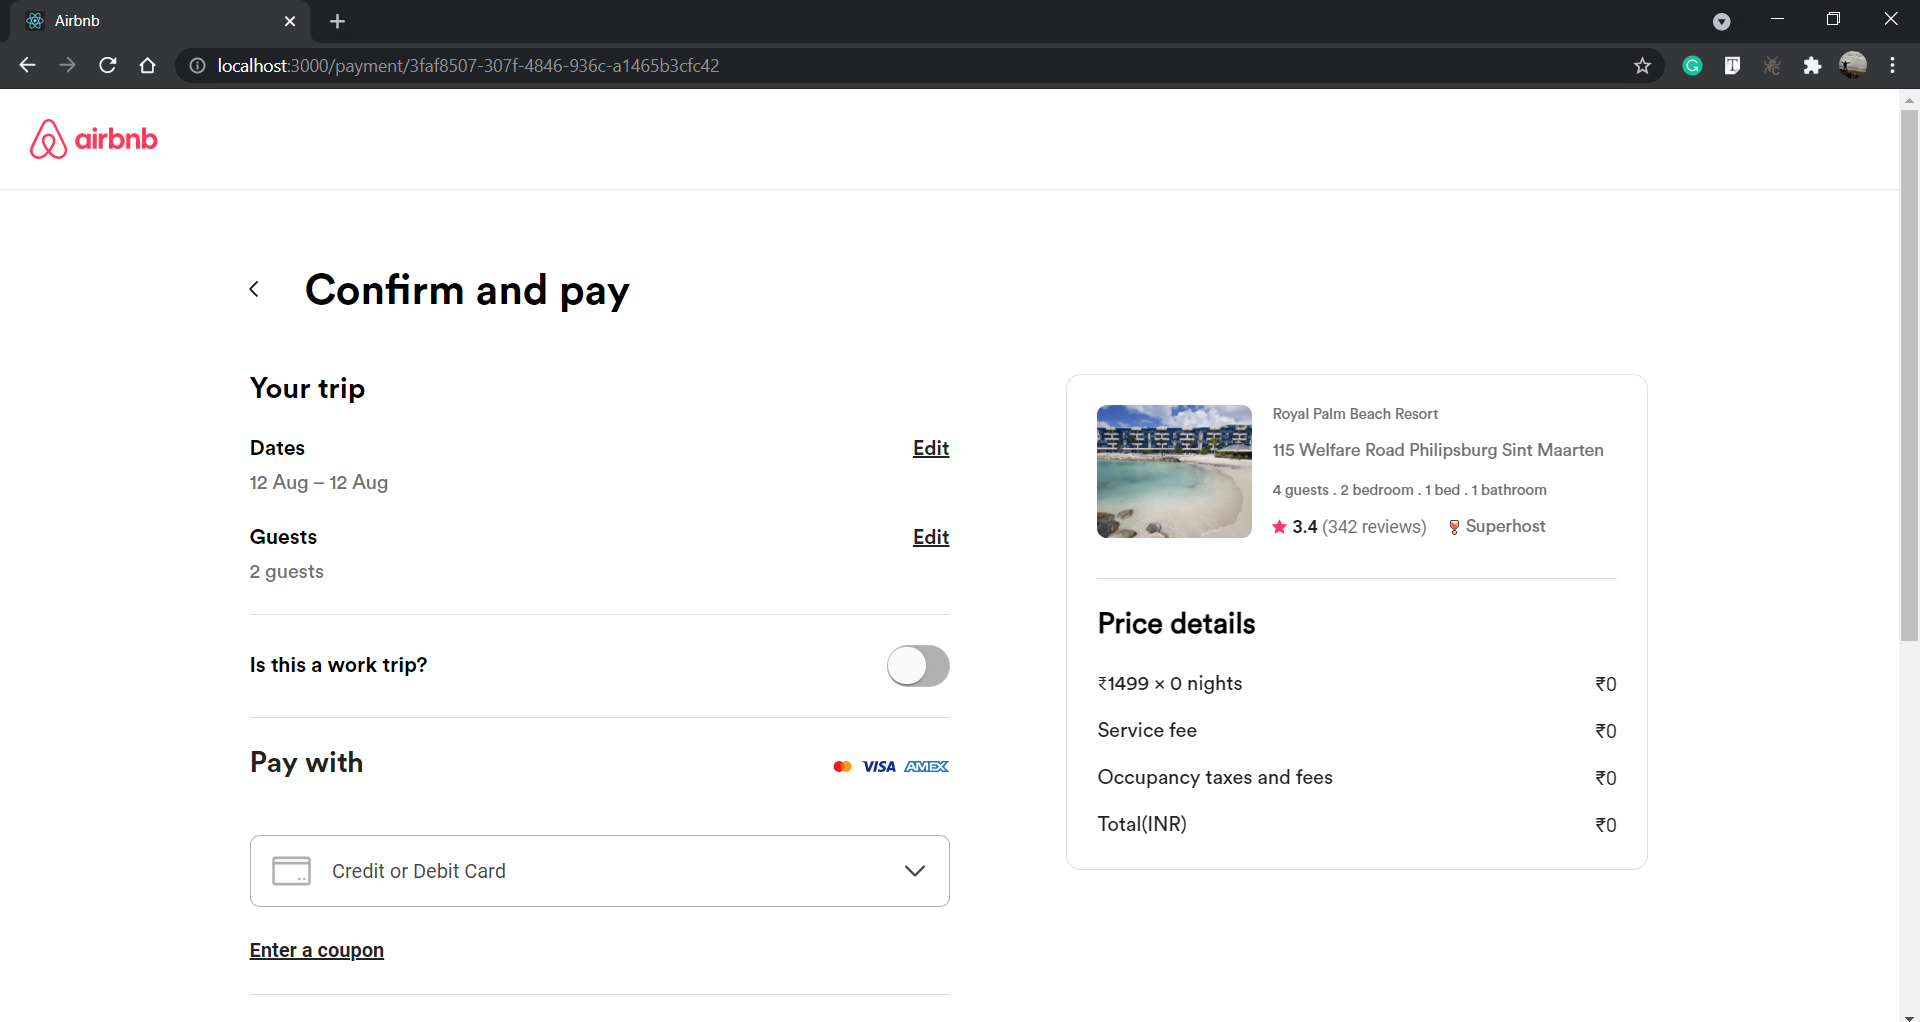 Airbnb
localhost:3000/payment/3faf8507-307f-4846-936c-a1465b3cfc42
airbnb
Confirm and pay
Your trip
Dates
Edit
12 Aug – 12 Aug
Guests
Edit
2 guests
Is this a work trip?
Pay with
VISA AMEX
Credit or Debit Card
Enter a coupon
Royal Palm Beach Resort
115 Welfare Road Philipsburg Sint Maarten
4 guests . 2 bedroom . 1 bed . 1 bathroom
3.4 (342 reviews) Superhost
Price details
₹1499 × 0 nights ₹0
Service fee ₹0
Occupancy taxes and fees ₹0
Total(INR) ₹0